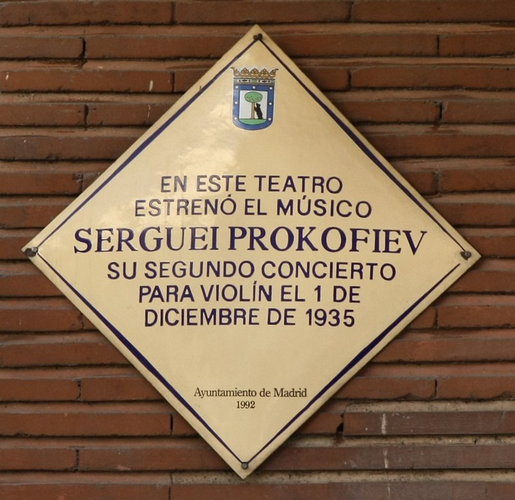 EN ESTE TEATRO
ESTRENÓ EL MÚSICO
SERGUEI PROKOFIEV
SU SEGUNDO CONCIERTO
PARA VIOLÍN EL 1 DE
DICIEMBRE DE 1935
Ayuntamiento de Madrid
1992